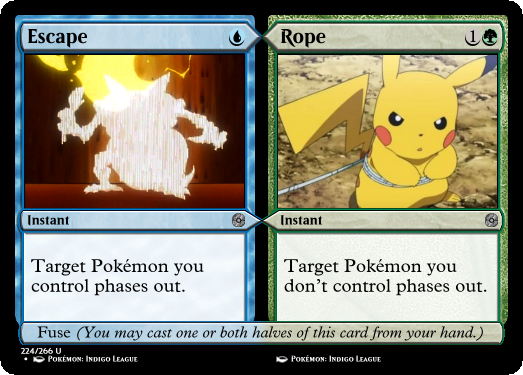 Escape
Rope 1
Instant
Instant
Target Pokémon you
control phases out.
Target Pokémon you
don't control phases out.
Fuse (You may cast one or both halves of this card from your hand.)
224/266 U
• Pokémon: Indigo League
Pokémon: Indigo League